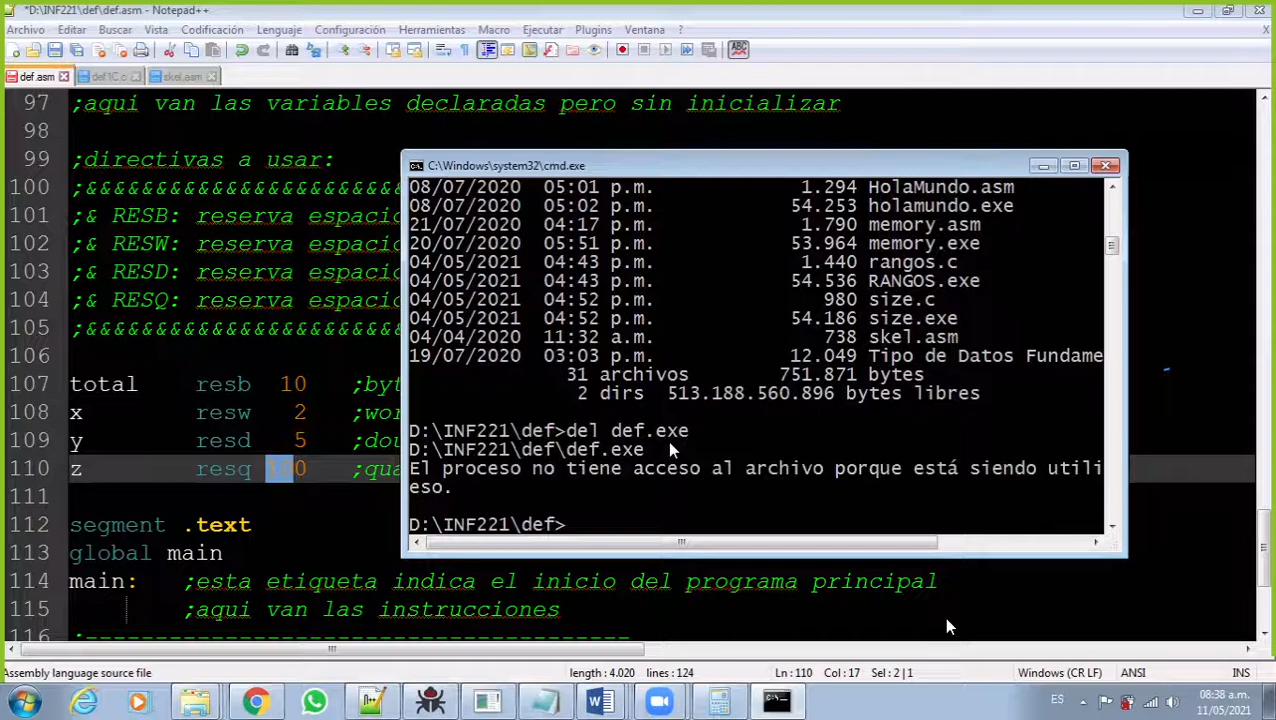 *D:\INF221\def\def.asm - Notepad++
Archivo Editar Buscar Vista Codificación Lenguaje Configuración Herramientas Macro Ejecutar Plugins Ventana X
def.asm def1C.c skel.asm
97 ;aqui van las variables declaradas pero sin inicializar
98
99 ;directivas a usar:
100 ;&&&&&&&&&&&&&&&&&&&&&&&
101 ;& RESB: reserva espacio
102 ;& RESW: reserva espacio
103 ;& RESD: reserva espacio
104 ;& RESQ: reserva espacio
105 ;&&&&&&&&&&&&&&&&&&&&&&&
106
107 total resb 10 ;byt
108 x resw 2 ;wor
109 y resd 5 ;dou
110 z resq 100 ;qua
111
112 segment .text
113 global main
114 main: ;esta etiqueta indica el inicio del programa principal
115 ;aqui van las instrucciones
116
C:\Windows\system32\cmd.exe
08/07/2020 05:01 p.m. 1.294 HolaMundo.asm
08/07/2020 05:02 p.m. 54.253 holamundo.exe
21/07/2020 04:17 p.m. 1.790 memory.asm
20/07/2020 05:51 p.m. 53.964 memory.exe
04/05/2021 04:43 p.m. 1.440 rangos.c
04/05/2021 04:43 p.m. 54.536 RANGOS.exe
04/05/2021 04:52 p.m. 980 size.c
04/05/2021 04:52 p.m. 54.186 size.exe
04/04/2021 11:32 a.m. 738 skel.asm
19/07/2020 03:03 p.m. 12.049 Tipo de Datos Fundame
31 archivos 751.871 bytes
2 dirs 513.188.560.896 bytes libres
D:\INF221\def>del def.exe
D:\INF221\def\def.exe
El proceso no tiene acceso al archivo porque está siendo utili
eso.
D:\INF221\def>
Assembly language source file length : 4.020 lines : 124 Ln : 110 Col : 17 Sel : 2 | 1 Windows (CR LF) ANSI INS
ES 08:38 a.m.
11/05/2021